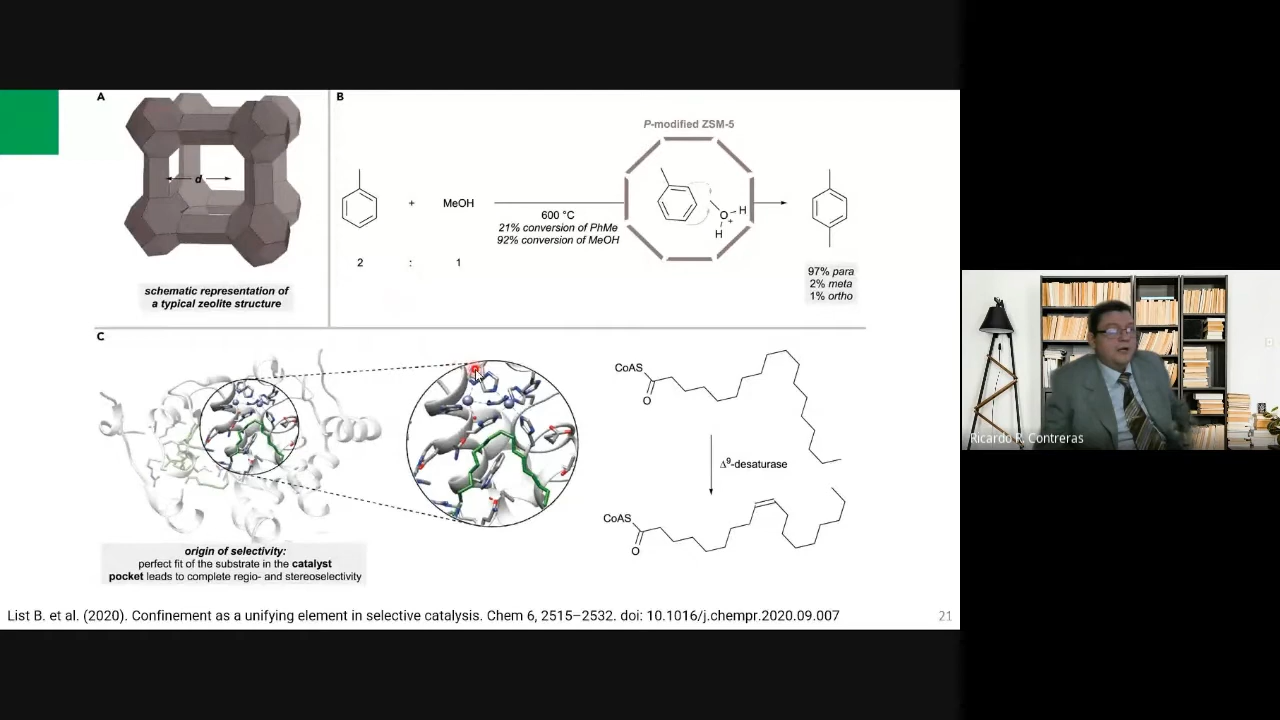 A
d
schematic representation of
a typical zeolite structure
B
P-modified ZSM-5
+
MeOH
600 °C
21% conversion of PhMe
92% conversion of MeOH
O
+
H
H
2 : 1
97% para
2% meta
1% ortho
C
origin of selectivity:
perfect fit of the substrate in the catalyst
pocket leads to complete regio- and stereoselectivity
CoAS
O
Δ9-desaturase
CoAS
O
List B. et al. (2020). Confinement as a unifying element in selective catalysis. Chem 6, 2515–2532. doi: 10.1016/j.chempr.2020.09.007
21
Ricardo R. Contreras